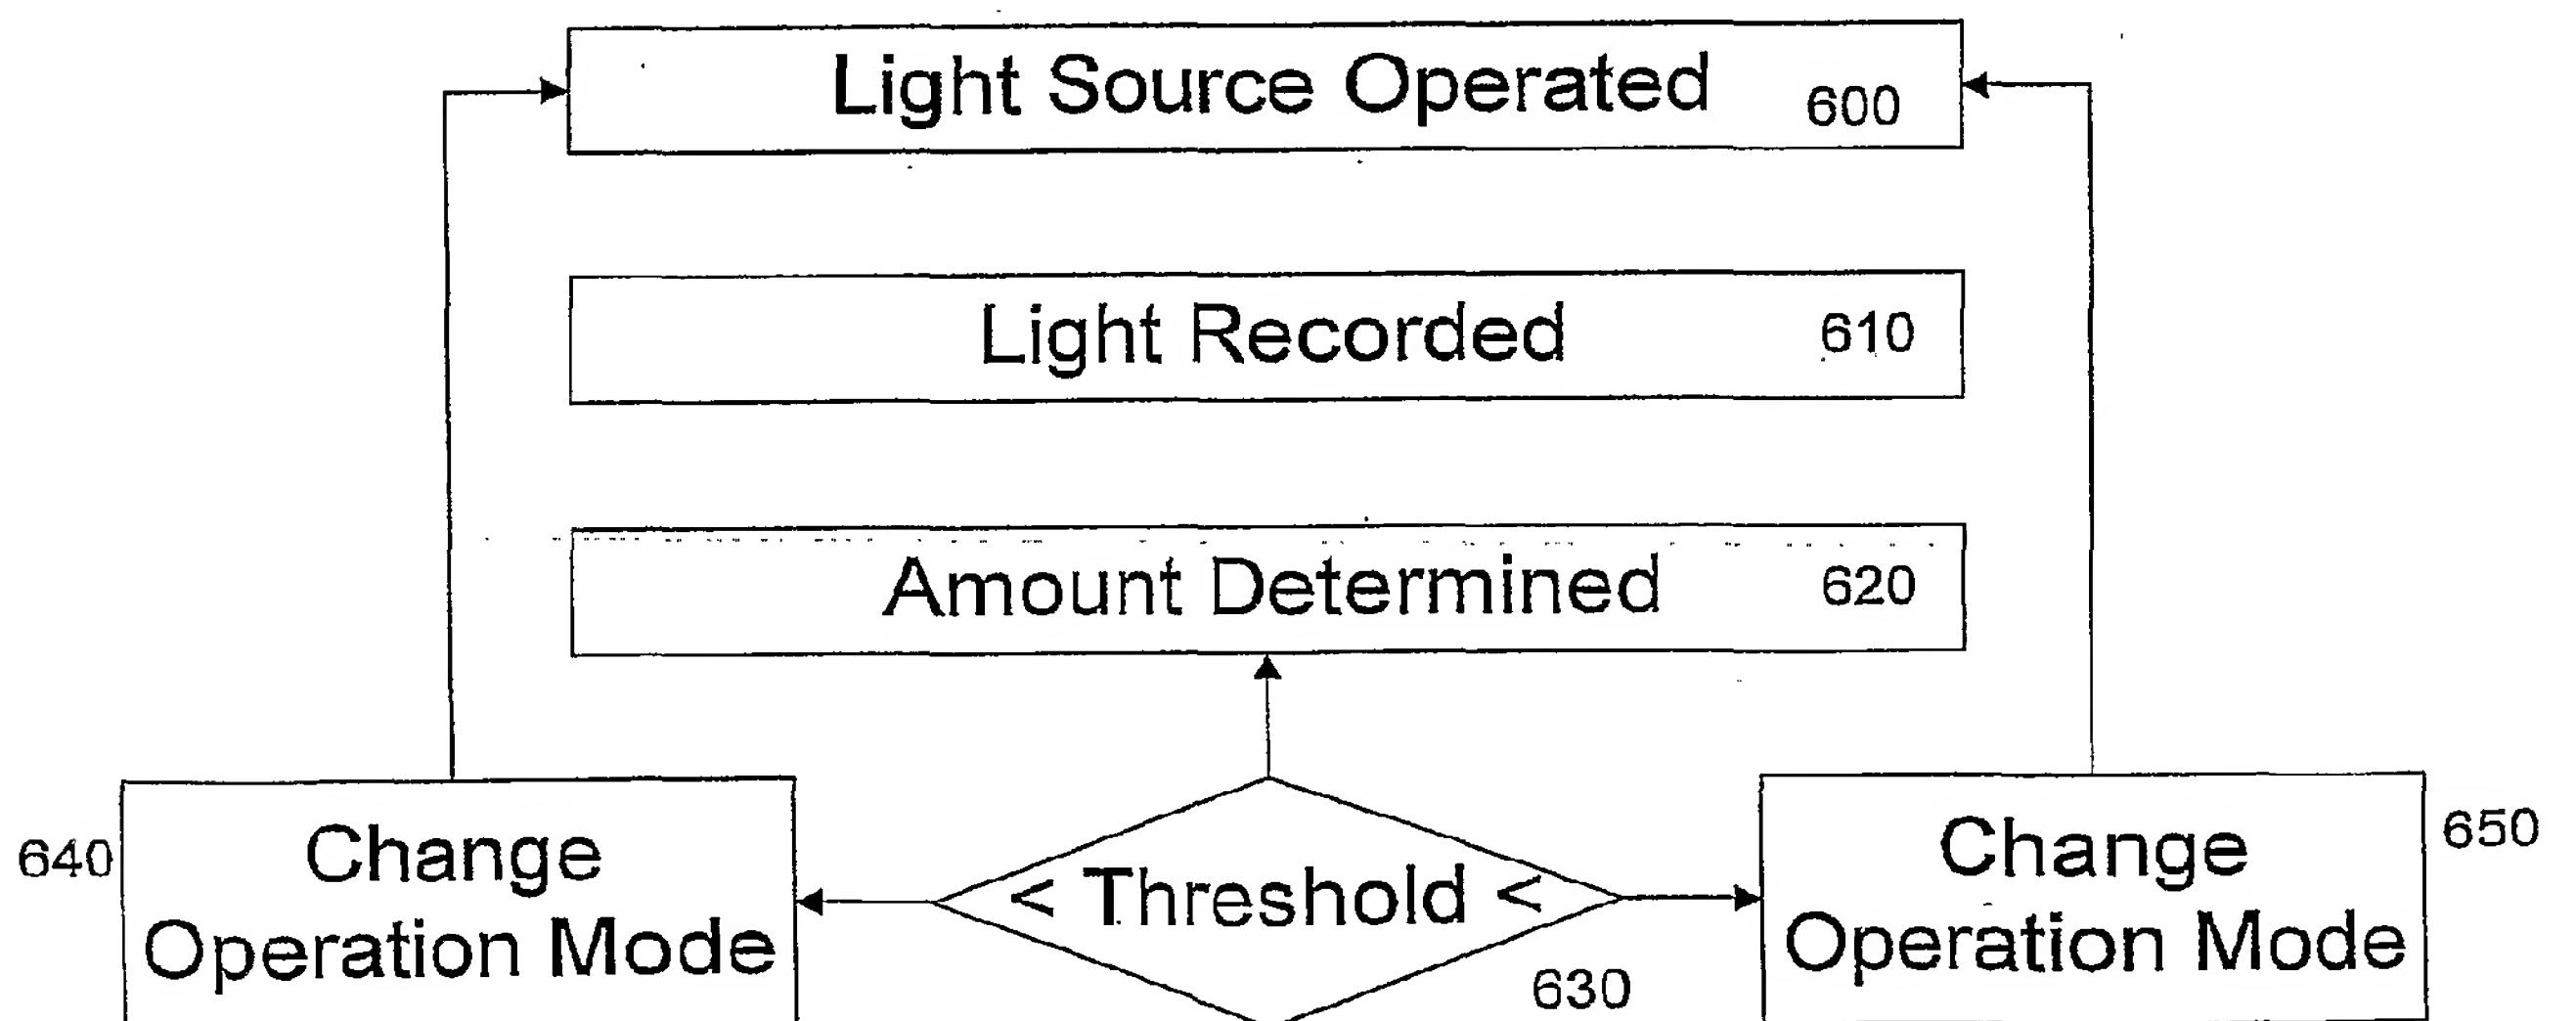 Light Source Operated 600
Light Recorded 610
Amount Determined 620
640 Change
Operation Mode
< Threshold <
630
Change 650
Operation Mode